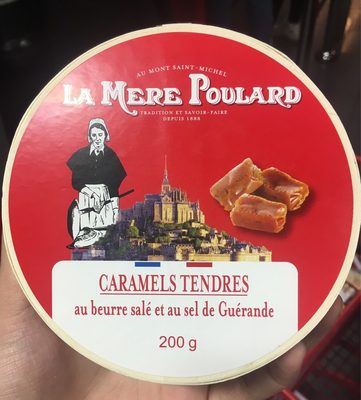 AU MONT SAINT-MICHEL
LA MERE POULARD
TRADITION ET SAVOIR-FAIRE
DEPUIS 1888
CARAMELS TENDRES
au beurre salé et au sel de Guérande
200 g